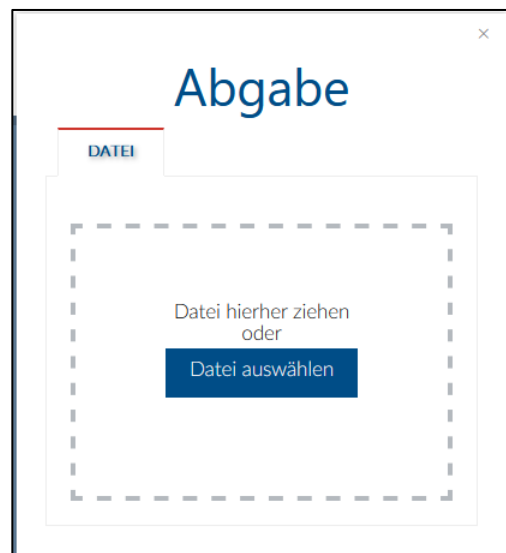 ×
Abgabe
DATEI
Datei hierher ziehen
oder
Datei auswählen